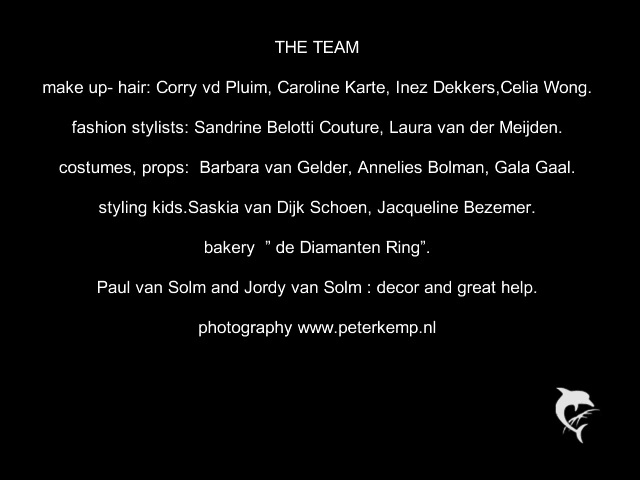 THE TEAM
make up- hair: Corry vd Pluim, Caroline Karte, Inez Dekkers,Celia Wong.
fashion stylists: Sandrine Belotti Couture, Laura van der Meijden.
costumes, props:  Barbara van Gelder, Annelies Bolman, Gala Gaal.
styling kids.Saskia van Dijk Schoen, Jacqueline Bezemer.
bakery  ” de Diamanten Ring”.
Paul van Solm and Jordy van Solm : decor and great help.
photography www.peterkemp.nl